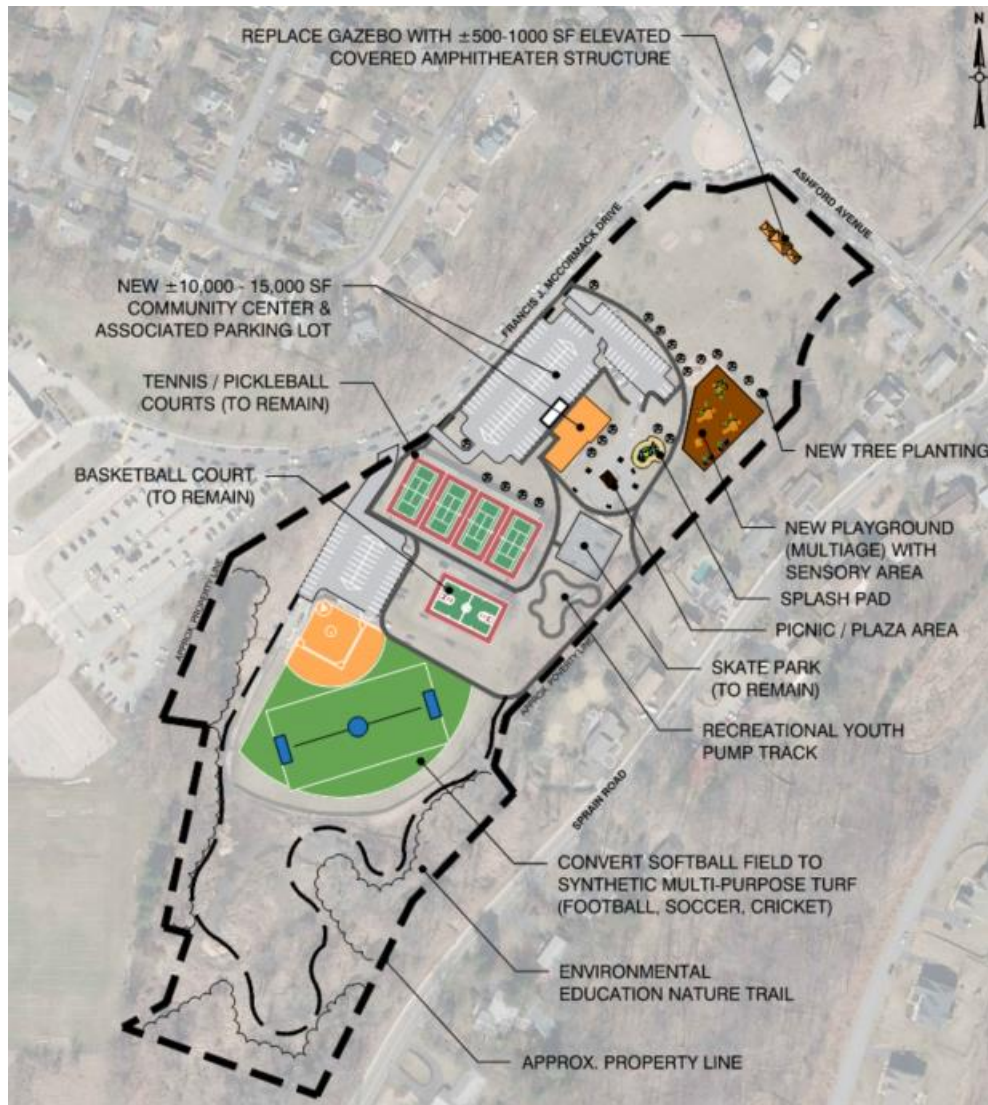 REPLACE GAZEBO WITH ±500-1000 SF ELEVATED
COVERED AMPHITHEATER STRUCTURE
N
ASHFORD AVENUE
FRANCIS J. MCCORMACK DRIVE
NEW ±10,000 - 15,000 SF
COMMUNITY CENTER &
ASSOCIATED PARKING LOT
TENNIS / PICKLEBALL
COURTS (TO REMAIN)
BASKETBALL COURT
(TO REMAIN)
NEW TREE PLANTING
NEW PLAYGROUND
(MULTIAGE) WITH
SENSORY AREA
SPLASH PAD
PICNIC / PLAZA AREA
SKATE PARK
(TO REMAIN)
RECREATIONAL YOUTH
PUMP TRACK
APPROX. PROPERTY LINE
APPROX. POVERTY LINE
SPRAIN ROAD
CONVERT SOFTBALL FIELD TO
SYNTHETIC MULTI-PURPOSE TURF
(FOOTBALL, SOCCER, CRICKET)
ENVIRONMENTAL
EDUCATION NATURE TRAIL
APPROX. PROPERTY LINE